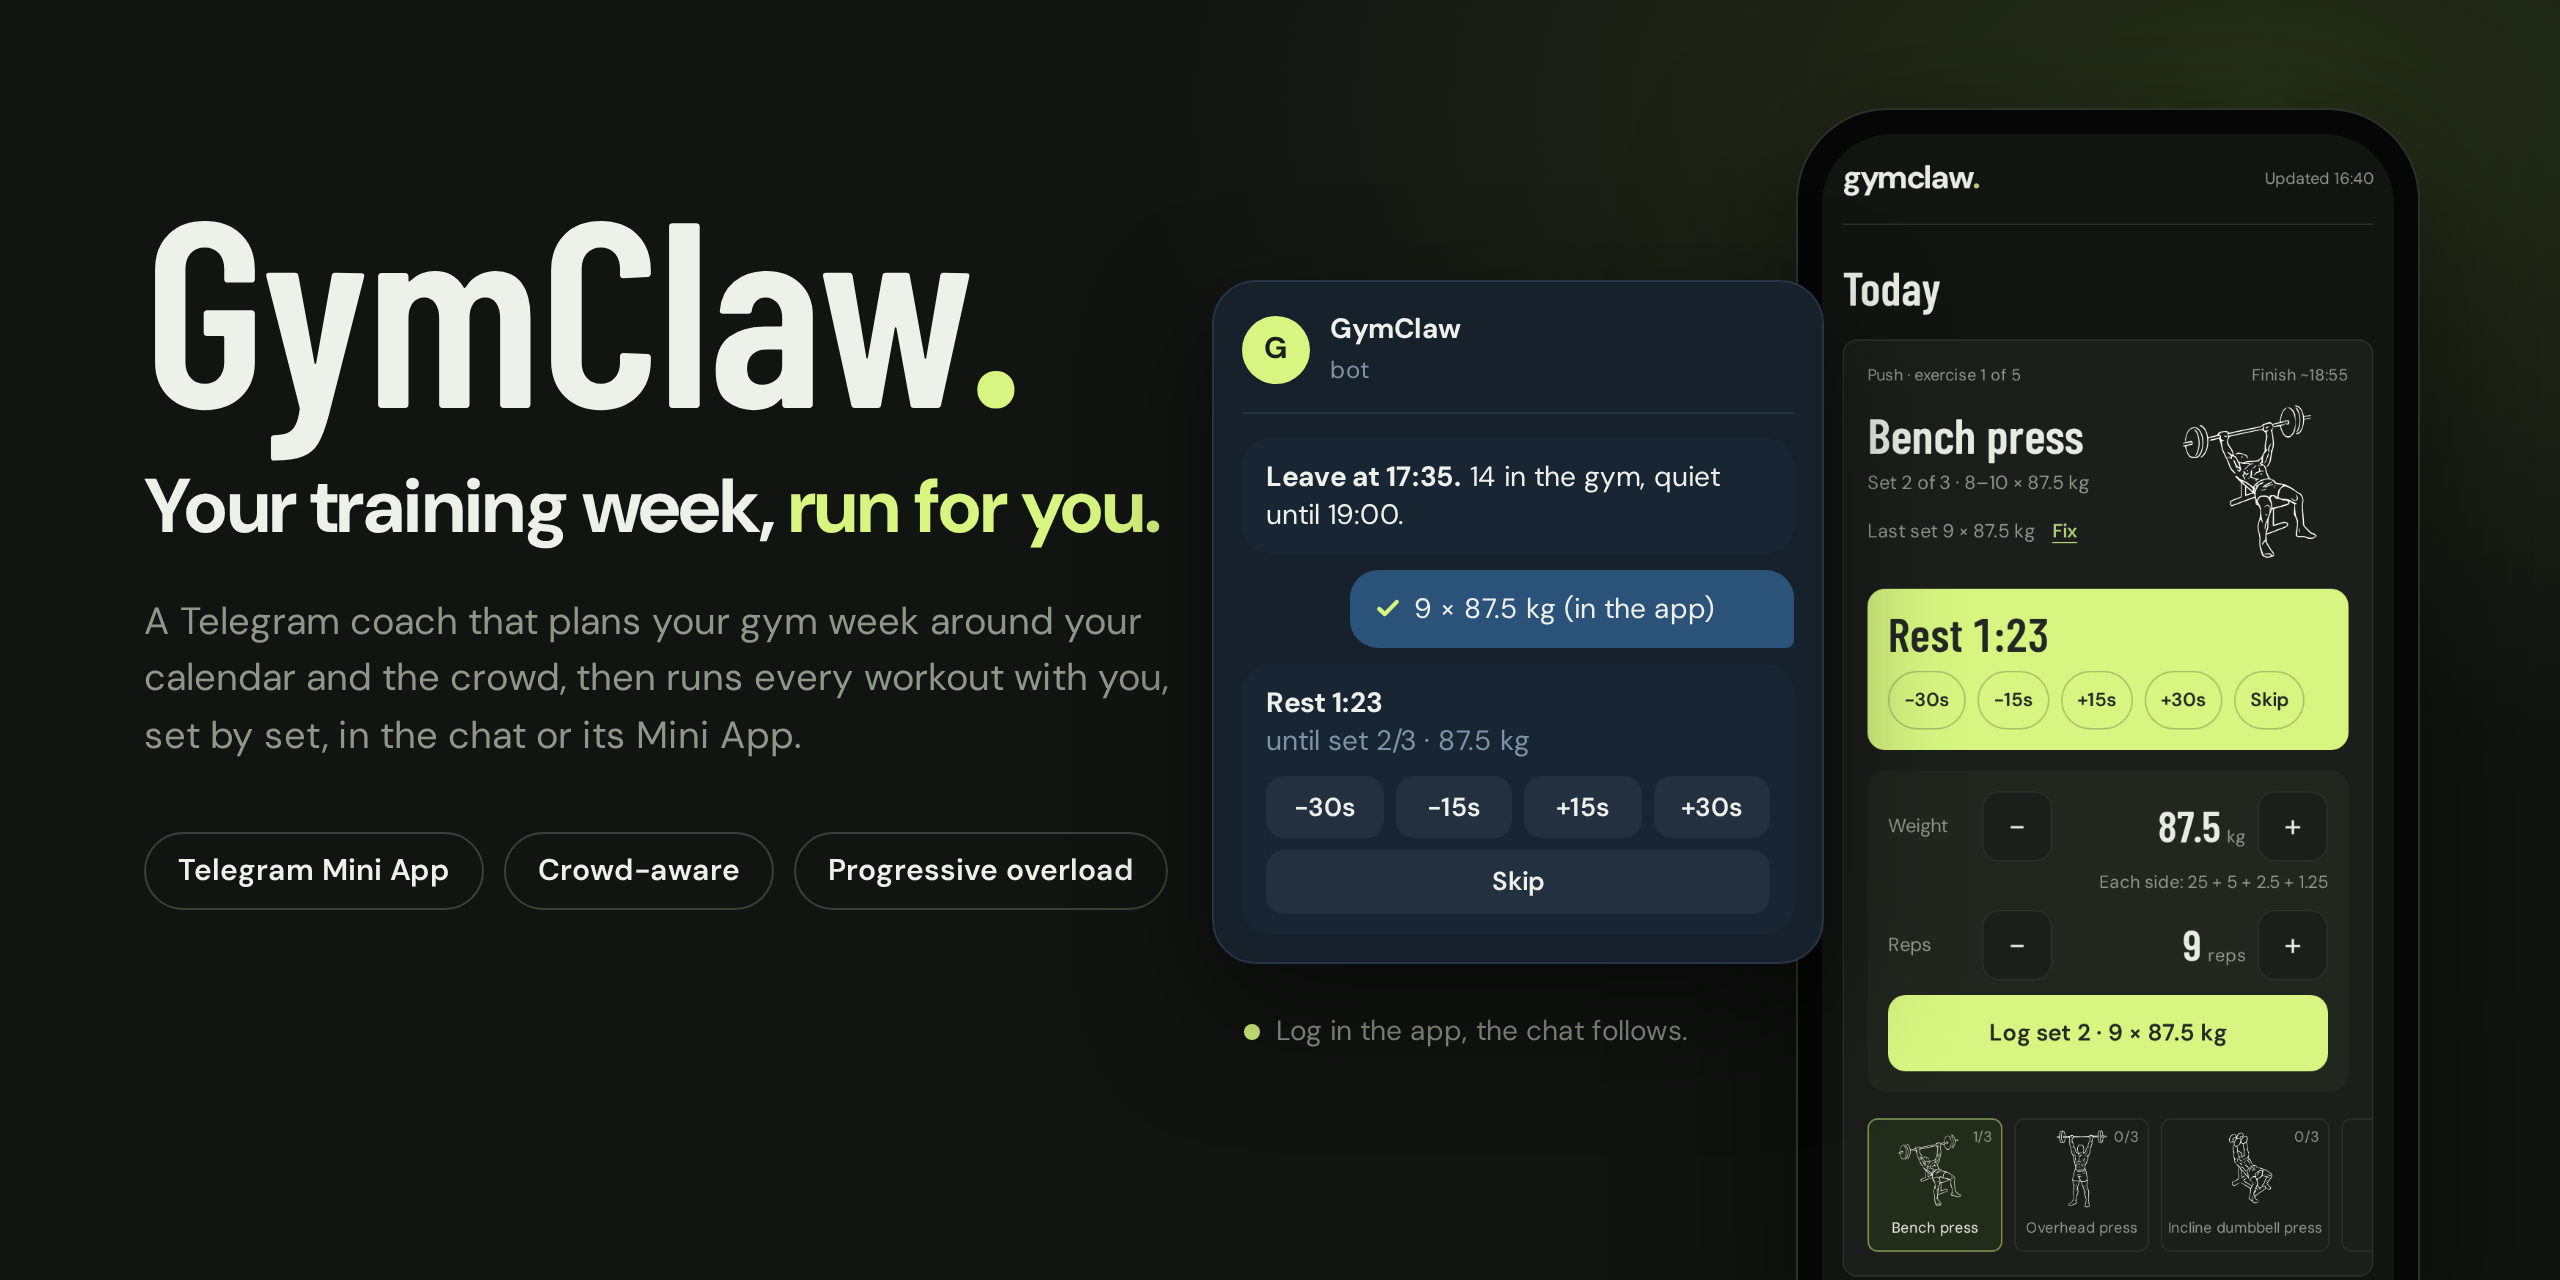 GymClaw.
Your training week, run for you.
A Telegram coach that plans your gym week around your
calendar and the crowd, then runs every workout with you,
set by set, in the chat or its Mini App.
Telegram Mini App
Crowd-aware
Progressive overload
G
GymClaw
bot
Leave at 17:35. 14 in the gym, quiet
until 19:00.
9 × 87.5 kg (in the app)
Rest 1:23
until set 2/3 · 87.5 kg
-30s
-15s
+15s
+30s
Skip
Log in the app, the chat follows.
gymclaw.
Updated 16:40
Today
Push · exercise 1 of 5
Finish ~18:55
Bench press
Set 2 of 3 · 8–10 × 87.5 kg
Last set 9 × 87.5 kg Fix
Rest 1:23
-30s
-15s
+15s
+30s
Skip
Weight
−
87.5 kg
+
Each side: 25 + 5 + 2.5 + 1.25
Reps
−
9 reps
+
Log set 2 · 9 × 87.5 kg
1/3
Bench press
0/3
Overhead press
0/3
Incline dumbbell press